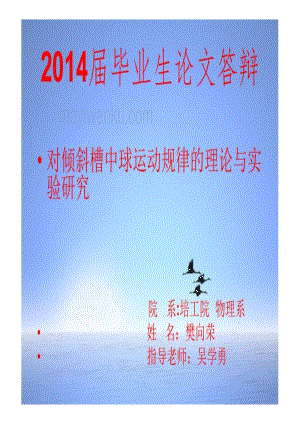 2014届毕业生论文答辩
• 对倾斜槽中球运动规律的理论与实
验研究
院 系:培工院 物理系
• 姓 名：樊向荣
• 指导老师：吴学勇